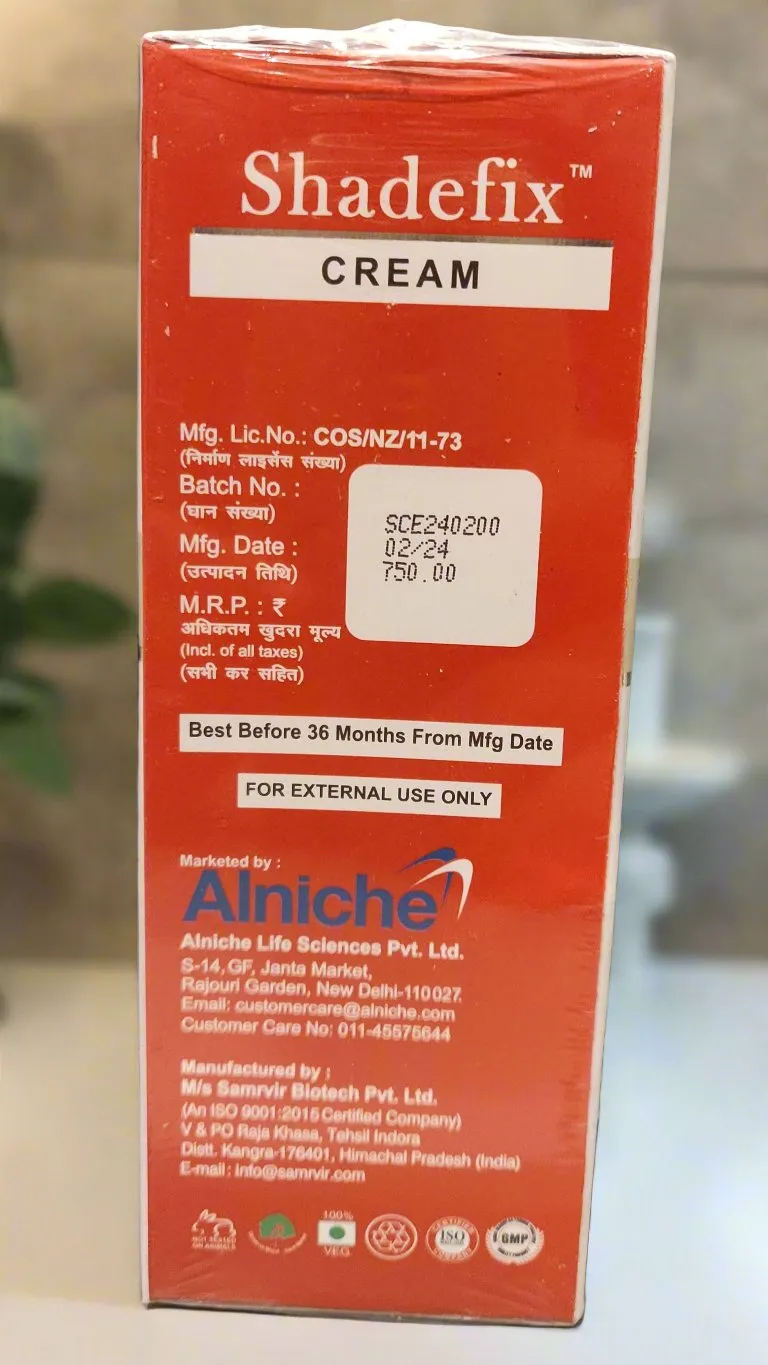 Shadefix™
CREAM
Mfg. Lic.No.: COS/NZ/11-73
(निर्माण लाइसेंस संख्या)
Batch No. :
(घान संख्या)
SCE240200
Mfg. Date :
02/24
(उत्पादन तिथि)
750.00
M.R.P. : ₹
अधिकतम खुदरा मूल्य
(Incl. of all taxes)
(सभी कर सहित)
Best Before 36 Months From Mfg Date
FOR EXTERNAL USE ONLY
Marketed by :
Alniche
Alniche Life Sciences Pvt. Ltd.
S-14, GF, Janta Market,
Rajouri Garden, New Delhi-110027.
Email: customercare@alniche.com
Customer Care No: 011-45575644
Manufactured by :
M/s Samrvir Biotech Pvt. Ltd.
(An ISO 9001:2015 Certified Company)
V & PO Raja Khasa, Tehsil Indora
Distt. Kangra-176401, Himachal Pradesh (India)
E-mail: info@samrvir.com
NOT TESTED
ON ANIMALS
100%
VEG
CERTIFIED
ISO
GMP